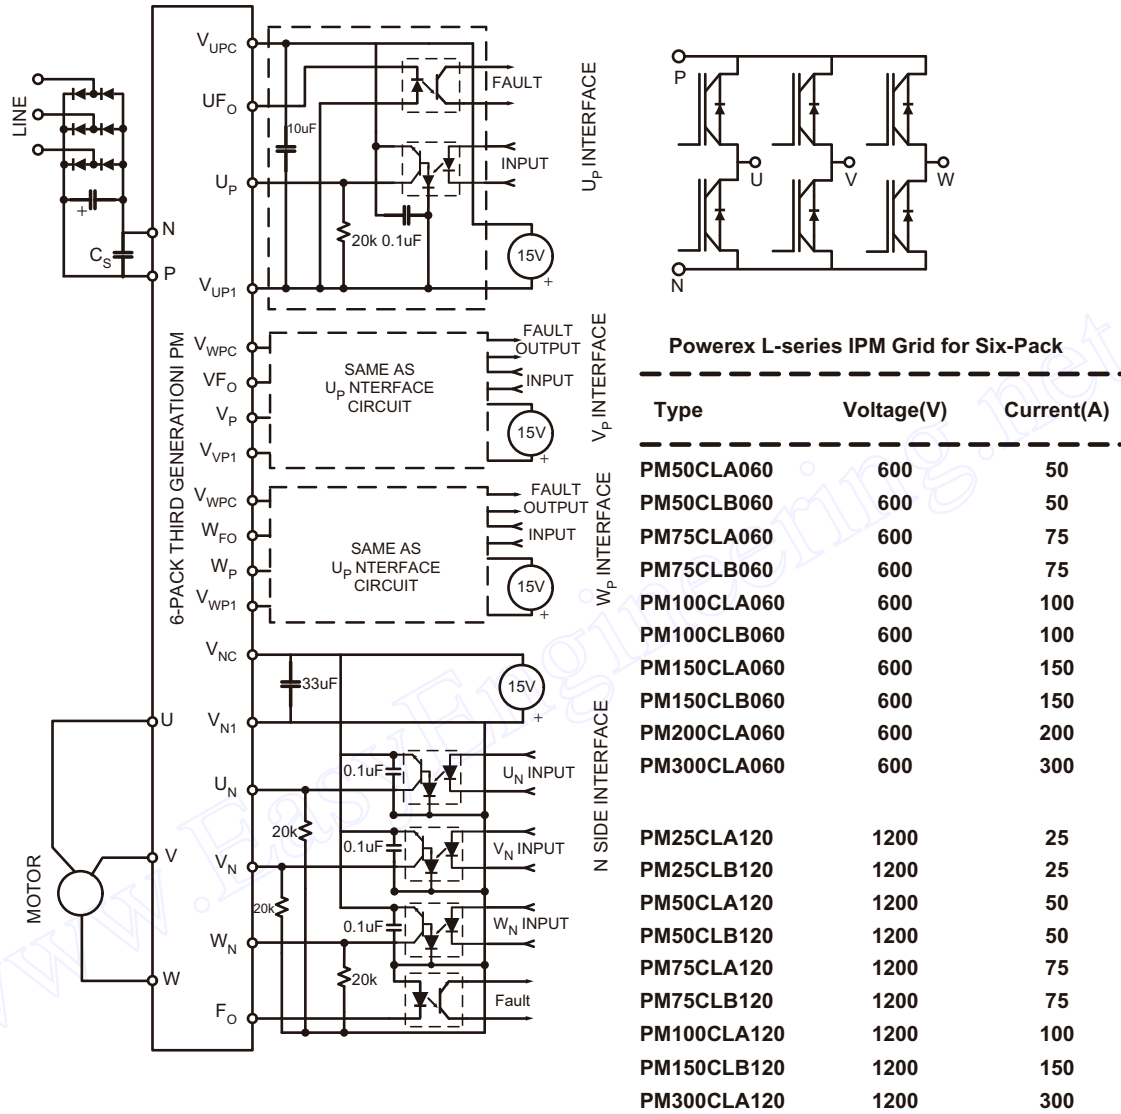 LINE
+
C_S
N
P
6-PACK THIRD GENERATIONI PM
U
V
W
MOTOR
V_UPC
UF_O
U_P
V_UP1
10uF
20k 0.1uF
FAULT
INPUT
15V
+
U_P INTERFACE
V_WPC
VF_O
V_P
V_VP1
SAME AS
U_P NTERFACE
CIRCUIT
FAULT
OUTPUT
INPUT
15V
+
V_P INTERFACE
V_WPC
W_FO
W_P
V_WP1
SAME AS
U_P NTERFACE
CIRCUIT
FAULT
OUTPUT
INPUT
15V
+
W_P INTERFACE
V_NC
V_N1
33uF
15V
+
U_N
0.1uF
U_N INPUT
20k
V_N
0.1uF
V_N INPUT
20k
W_N
0.1uF
W_N INPUT
20k
F_O
Fault
N SIDE INTERFACE
P
U
V
W
N
Powerex L-series IPM Grid for Six-Pack
Type Voltage(V) Current(A)
PM50CLA060 600 50
PM50CLB060 600 50
PM75CLA060 600 75
PM75CLB060 600 75
PM100CLA060 600 100
PM100CLB060 600 100
PM150CLA060 600 150
PM150CLB060 600 150
PM200CLA060 600 200
PM300CLA060 600 300
PM25CLA120 1200 25
PM25CLB120 1200 25
PM50CLA120 1200 50
PM50CLB120 1200 50
PM75CLA120 1200 75
PM75CLB120 1200 75
PM100CLA120 1200 100
PM150CLB120 1200 150
PM300CLA120 1200 300
www.EasyEngineering.net